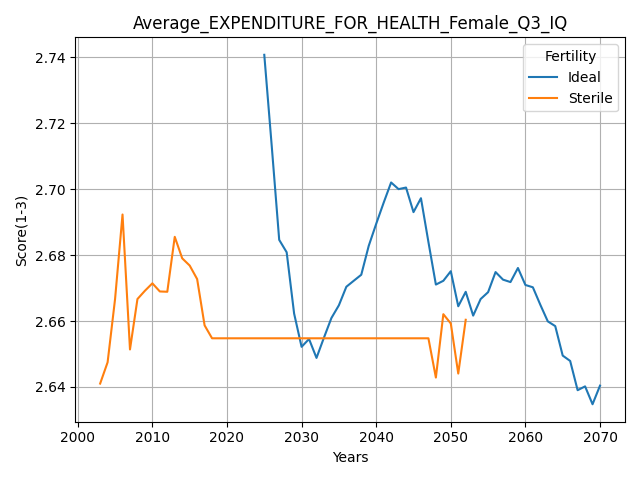 Average_EXPENDITURE_FOR_HEALTH_Female_Q3_IQ
Fertility
Ideal
Sterile
Score(1-3)
2.74
2.72
2.70
2.68
2.66
2.64
2000 2010 2020 2030 2040 2050 2060 2070
Years